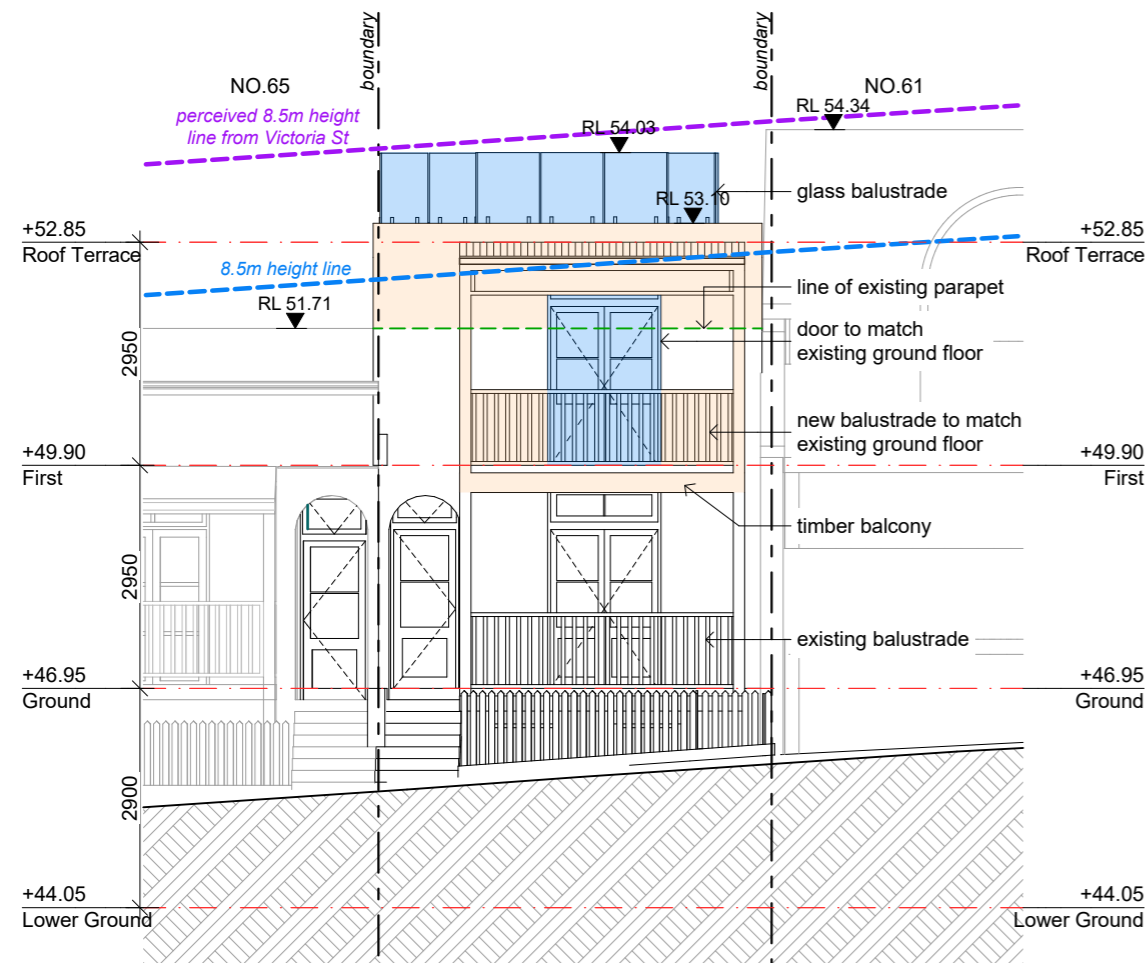 boundary
boundary
NO.65
NO.61
perceived 8.5m height
line from Victoria St
RL 54.34
RL 54.03
glass balustrade
RL 53.10
+52.85
Roof Terrace
+52.85
Roof Terrace
8.5m height line
line of existing parapet
RL 51.71
door to match
existing ground floor
2950
new balustrade to match
existing ground floor
+49.90
First
+49.90
First
timber balcony
2950
existing balustrade
+46.95
Ground
+46.95
Ground
2900
+44.05
Lower Ground
+44.05
Lower Ground